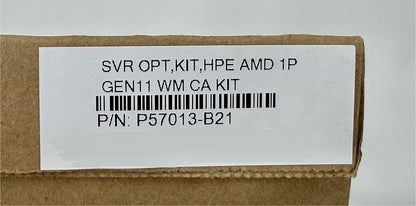 SVR OPT,KIT,HPE AMD 1P
GEN11 WM CA KIT
P/N: P57013-B21